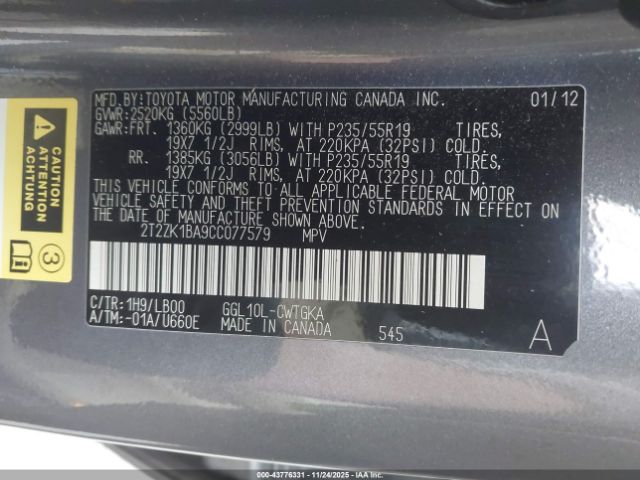 MFD.BY:TOYOTA MOTOR MANUFACTURING CANADA INC. 01/12
GVWR:2520KG (5560LB)
GAWR:FRT. 1360KG (2999LB) WITH P235/55R19 TIRES,
19X7 1/2J RIMS, AT 220KPA (32PSI) COLD.
RR. 1385KG (3056LB) WITH P235/55R19 TIRES,
19X7 1/2J RIMS, AT 220KPA (32PSI) COLD.
THIS VEHICLE CONFORMS TO ALL APPLICABLE FEDERAL MOTOR
VEHICLE SAFETY AND THEFT PREVENTION STANDARDS IN EFFECT ON
THE DATE OF MANUFACTURE SHOWN ABOVE.
2T2ZK1BA9CC077579 MPV
C/TR:1H9/LB00 GGL10L-CWTGKA
A/TM:-01A/U660E MADE IN CANADA 545 A
CAUTION
ATTENTION
ACHTUNG
3
© - 43776331 - 11/24/2025 - IAAI.COM